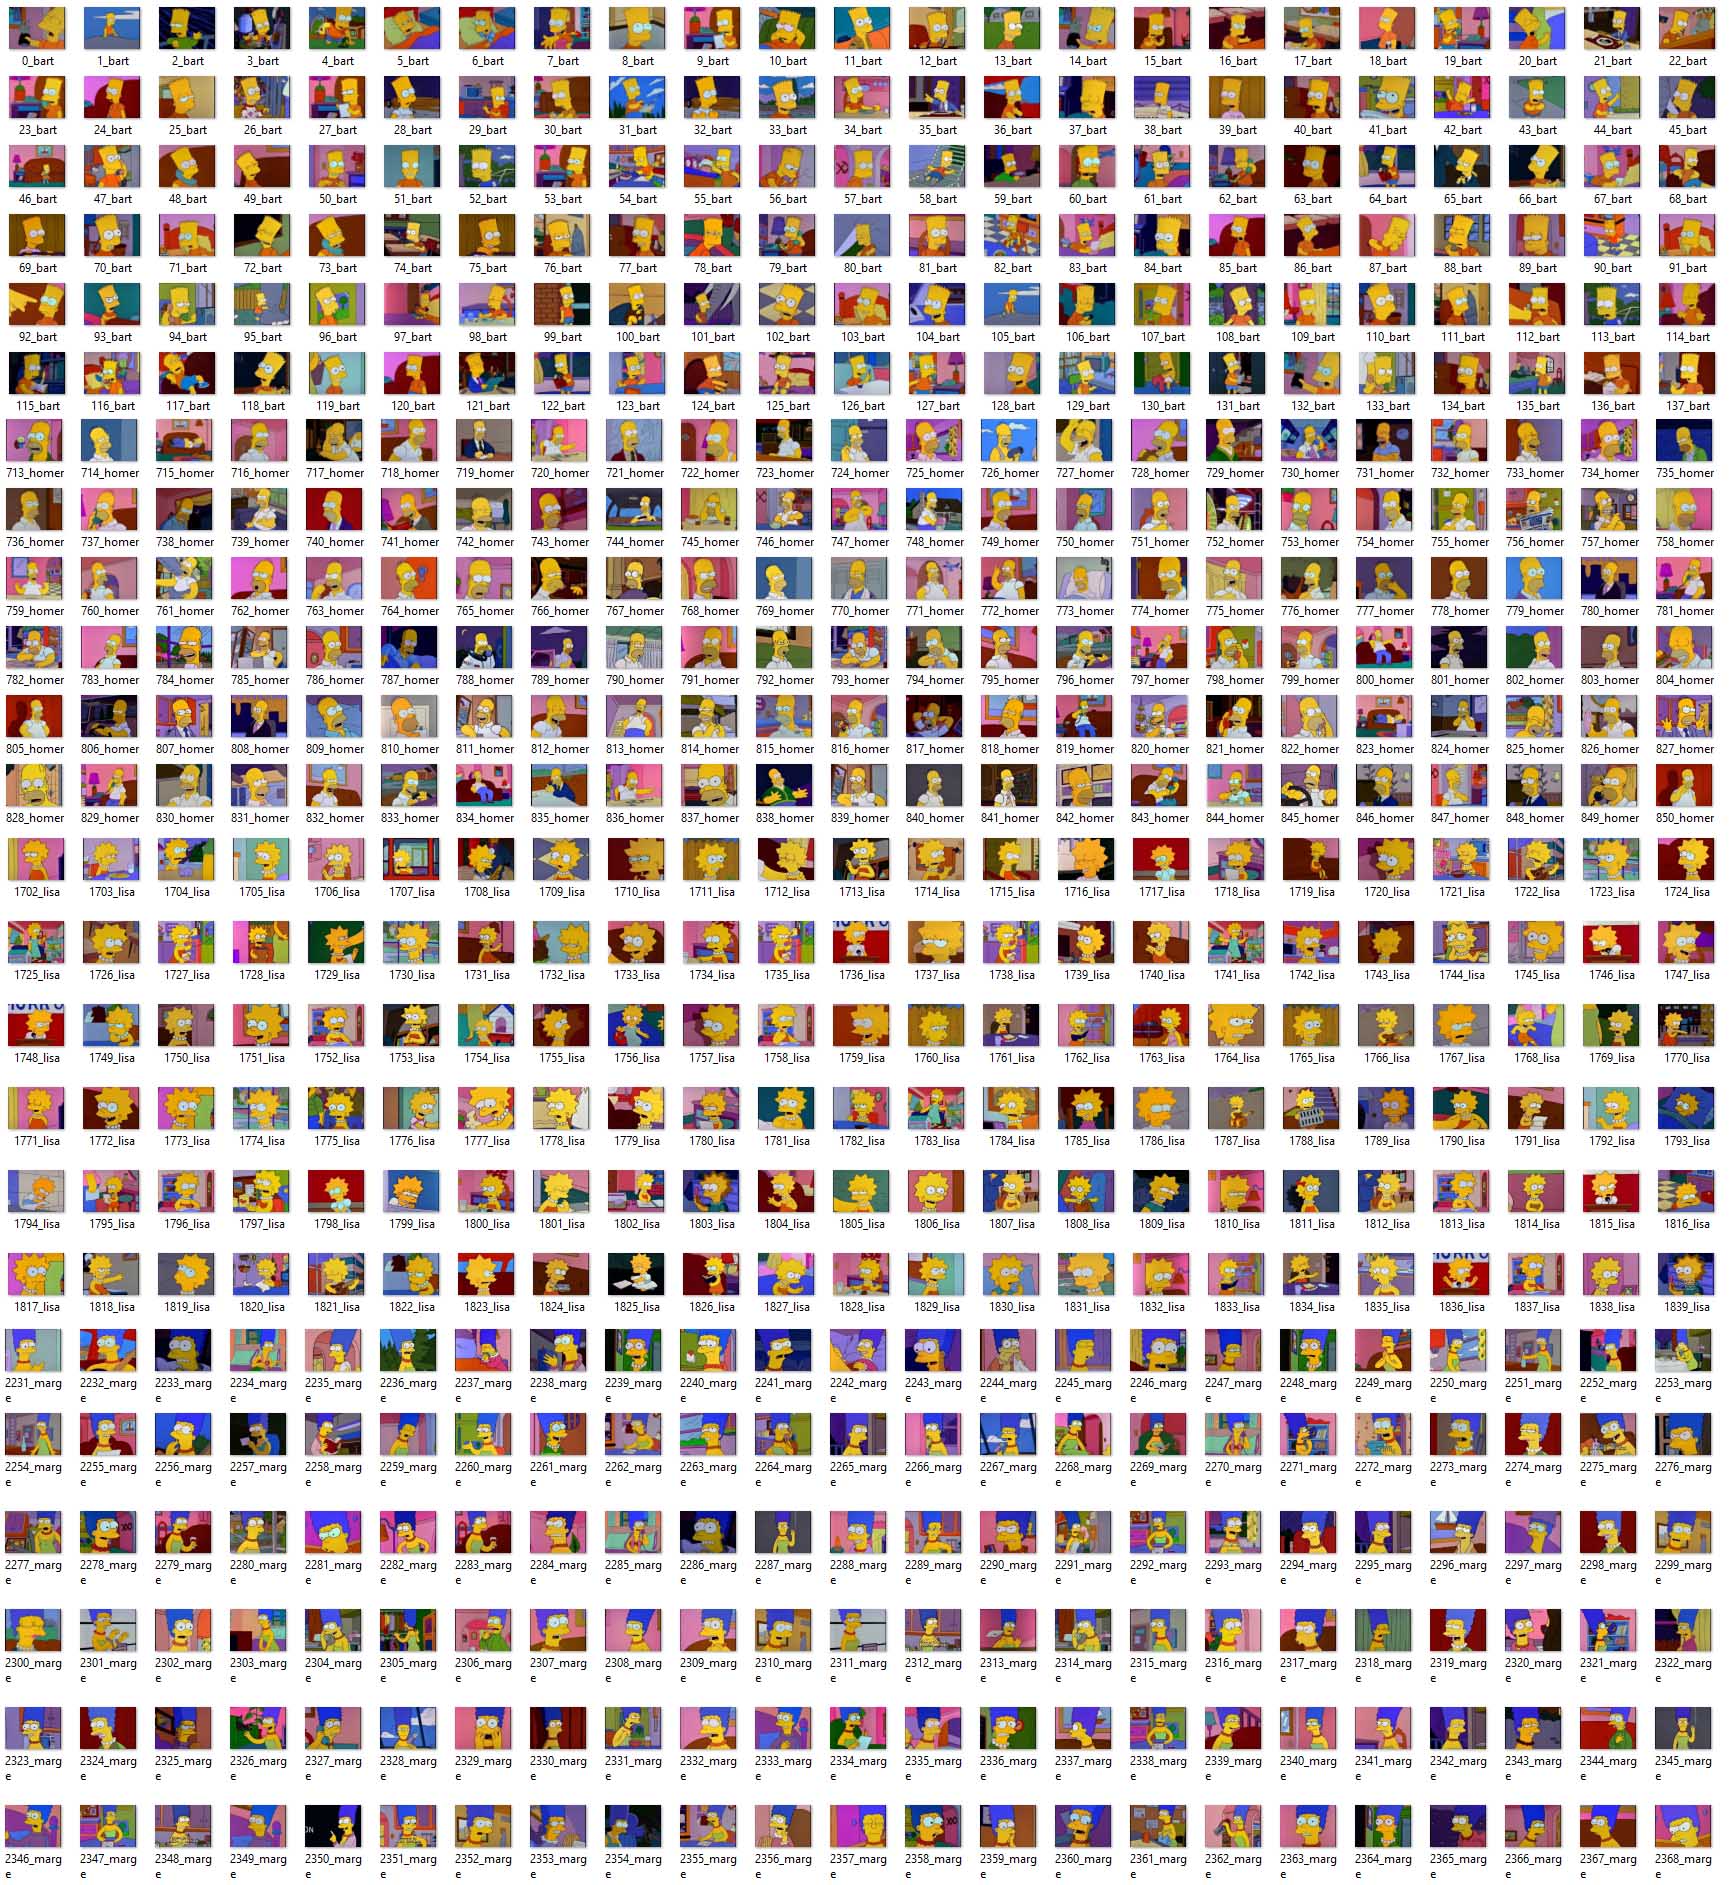 0_bart 1_bart 2_bart 3_bart 4_bart 5_bart 6_bart 7_bart 8_bart 9_bart 10_bart 11_bart 12_bart 13_bart 14_bart 15_bart 16_bart 17_bart 18_bart 19_bart 20_bart 21_bart 22_bart
23_bart 24_bart 25_bart 26_bart 27_bart 28_bart 29_bart 30_bart 31_bart 32_bart 33_bart 34_bart 35_bart 36_bart 37_bart 38_bart 39_bart 40_bart 41_bart 42_bart 43_bart 44_bart 45_bart
46_bart 47_bart 48_bart 49_bart 50_bart 51_bart 52_bart 53_bart 54_bart 55_bart 56_bart 57_bart 58_bart 59_bart 60_bart 61_bart 62_bart 63_bart 64_bart 65_bart 66_bart 67_bart 68_bart
69_bart 70_bart 71_bart 72_bart 73_bart 74_bart 75_bart 76_bart 77_bart 78_bart 79_bart 80_bart 81_bart 82_bart 83_bart 84_bart 85_bart 86_bart 87_bart 88_bart 89_bart 90_bart 91_bart
92_bart 93_bart 94_bart 95_bart 96_bart 97_bart 98_bart 99_bart 100_bart 101_bart 102_bart 103_bart 104_bart 105_bart 106_bart 107_bart 108_bart 109_bart 110_bart 111_bart 112_bart 113_bart 114_bart
115_bart 116_bart 117_bart 118_bart 119_bart 120_bart 121_bart 122_bart 123_bart 124_bart 125_bart 126_bart 127_bart 128_bart 129_bart 130_bart 131_bart 132_bart 133_bart 134_bart 135_bart 136_bart 137_bart
713_homer 714_homer 715_homer 716_homer 717_homer 718_homer 719_homer 720_homer 721_homer 722_homer 723_homer 724_homer 725_homer 726_homer 727_homer 728_homer 729_homer 730_homer 731_homer 732_homer 733_homer 734_homer 735_homer
736_homer 737_homer 738_homer 739_homer 740_homer 741_homer 742_homer 743_homer 744_homer 745_homer 746_homer 747_homer 748_homer 749_homer 750_homer 751_homer 752_homer 753_homer 754_homer 755_homer 756_homer 757_homer 758_homer
759_homer 760_homer 761_homer 762_homer 763_homer 764_homer 765_homer 766_homer 767_homer 768_homer 769_homer 770_homer 771_homer 772_homer 773_homer 774_homer 775_homer 776_homer 777_homer 778_homer 779_homer 780_homer 781_homer
782_homer 783_homer 784_homer 785_homer 786_homer 787_homer 788_homer 789_homer 790_homer 791_homer 792_homer 793_homer 794_homer 795_homer 796_homer 797_homer 798_homer 799_homer 800_homer 801_homer 802_homer 803_homer 804_homer
805_homer 806_homer 807_homer 808_homer 809_homer 810_homer 811_homer 812_homer 813_homer 814_homer 815_homer 816_homer 817_homer 818_homer 819_homer 820_homer 821_homer 822_homer 823_homer 824_homer 825_homer 826_homer 827_homer
828_homer 829_homer 830_homer 831_homer 832_homer 833_homer 834_homer 835_homer 836_homer 837_homer 838_homer 839_homer 840_homer 841_homer 842_homer 843_homer 844_homer 845_homer 846_homer 847_homer 848_homer 849_homer 850_homer
1702_lisa 1703_lisa 1704_lisa 1705_lisa 1706_lisa 1707_lisa 1708_lisa 1709_lisa 1710_lisa 1711_lisa 1712_lisa 1713_lisa 1714_lisa 1715_lisa 1716_lisa 1717_lisa 1718_lisa 1719_lisa 1720_lisa 1721_lisa 1722_lisa 1723_lisa 1724_lisa
1725_lisa 1726_lisa 1727_lisa 1728_lisa 1729_lisa 1730_lisa 1731_lisa 1732_lisa 1733_lisa 1734_lisa 1735_lisa 1736_lisa 1737_lisa 1738_lisa 1739_lisa 1740_lisa 1741_lisa 1742_lisa 1743_lisa 1744_lisa 1745_lisa 1746_lisa 1747_lisa
1748_lisa 1749_lisa 1750_lisa 1751_lisa 1752_lisa 1753_lisa 1754_lisa 1755_lisa 1756_lisa 1757_lisa 1758_lisa 1759_lisa 1760_lisa 1761_lisa 1762_lisa 1763_lisa 1764_lisa 1765_lisa 1766_lisa 1767_lisa 1768_lisa 1769_lisa 1770_lisa
1771_lisa 1772_lisa 1773_lisa 1774_lisa 1775_lisa 1776_lisa 1777_lisa 1778_lisa 1779_lisa 1780_lisa 1781_lisa 1782_lisa 1783_lisa 1784_lisa 1785_lisa 1786_lisa 1787_lisa 1788_lisa 1789_lisa 1790_lisa 1791_lisa 1792_lisa 1793_lisa
1794_lisa 1795_lisa 1796_lisa 1797_lisa 1798_lisa 1799_lisa 1800_lisa 1801_lisa 1802_lisa 1803_lisa 1804_lisa 1805_lisa 1806_lisa 1807_lisa 1808_lisa 1809_lisa 1810_lisa 1811_lisa 1812_lisa 1813_lisa 1814_lisa 1815_lisa 1816_lisa
1817_lisa 1818_lisa 1819_lisa 1820_lisa 1821_lisa 1822_lisa 1823_lisa 1824_lisa 1825_lisa 1826_lisa 1827_lisa 1828_lisa 1829_lisa 1830_lisa 1831_lisa 1832_lisa 1833_lisa 1834_lisa 1835_lisa 1836_lisa 1837_lisa 1838_lisa 1839_lisa
2231_marg 2232_marg 2233_marg 2234_marg 2235_marg 2236_marg 2237_marg 2238_marg 2239_marg 2240_marg 2241_marg 2242_marg 2243_marg 2244_marg 2245_marg 2246_marg 2247_marg 2248_marg 2249_marg 2250_marg 2251_marg 2252_marg 2253_marg
e e e e e e e e e e e e e e e e e e e e e e e
2254_marg 2255_marg 2256_marg 2257_marg 2258_marg 2259_marg 2260_marg 2261_marg 2262_marg 2263_marg 2264_marg 2265_marg 2266_marg 2267_marg 2268_marg 2269_marg 2270_marg 2271_marg 2272_marg 2273_marg 2274_marg 2275_marg 2276_marg
e e e e e e e e e e e e e e e e e e e e e e e
2277_marg 2278_marg 2279_marg 2280_marg 2281_marg 2282_marg 2283_marg 2284_marg 2285_marg 2286_marg 2287_marg 2288_marg 2289_marg 2290_marg 2291_marg 2292_marg 2293_marg 2294_marg 2295_marg 2296_marg 2297_marg 2298_marg 2299_marg
e e e e e e e e e e e e e e e e e e e e e e e
2300_marg 2301_marg 2302_marg 2303_marg 2304_marg 2305_marg 2306_marg 2307_marg 2308_marg 2309_marg 2310_marg 2311_marg 2312_marg 2313_marg 2314_marg 2315_marg 2316_marg 2317_marg 2318_marg 2319_marg 2320_marg 2321_marg 2322_marg
e e e e e e e e e e e e e e e e e e e e e e e
2323_marg 2324_marg 2325_marg 2326_marg 2327_marg 2328_marg 2329_marg 2330_marg 2331_marg 2332_marg 2333_marg 2334_marg 2335_marg 2336_marg 2337_marg 2338_marg 2339_marg 2340_marg 2341_marg 2342_marg 2343_marg 2344_marg 2345_marg
e e e e e e e e e e e e e e e e e e e e e e e
2346_marg 2347_marg 2348_marg 2349_marg 2350_marg 2351_marg 2352_marg 2353_marg 2354_marg 2355_marg 2356_marg 2357_marg 2358_marg 2359_marg 2360_marg 2361_marg 2362_marg 2363_marg 2364_marg 2365_marg 2366_marg 2367_marg 2368_marg
e e e e e e e e e e e e e e e e e e e e e e e